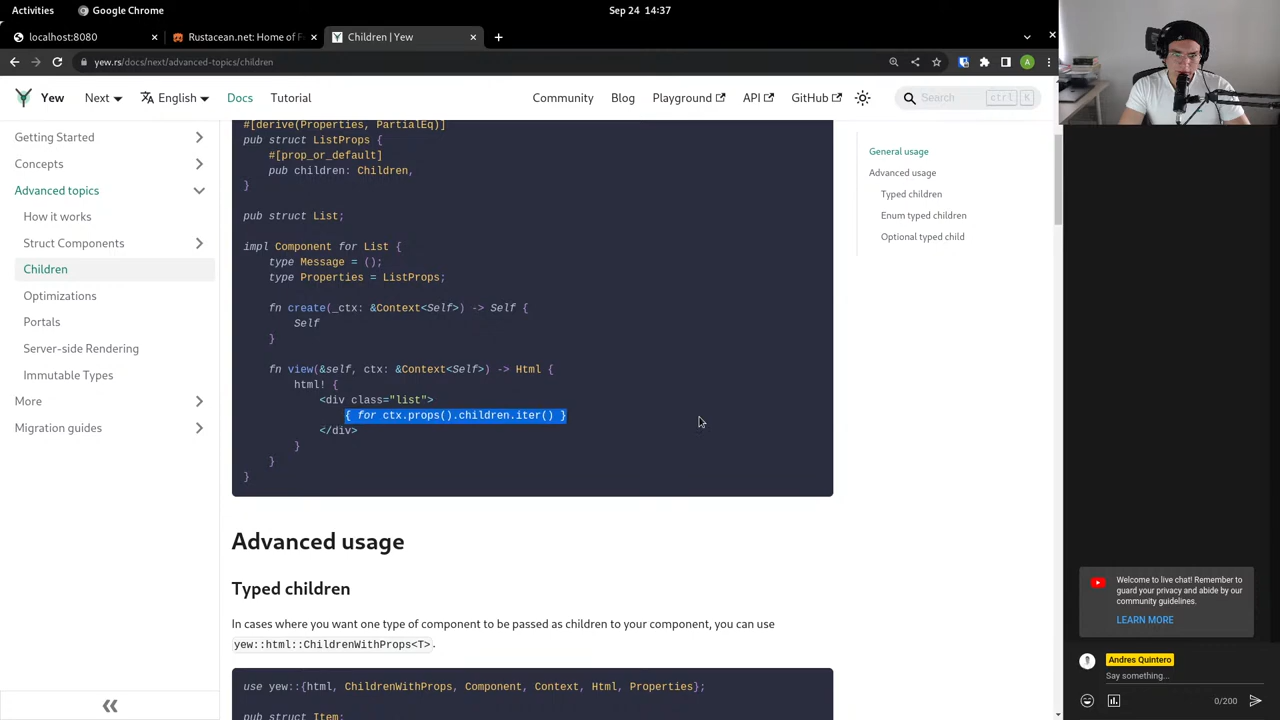 Activities
Google Chrome
Sep 24 14:37
localhost:8080
Rustacean.net: Home of F
Children | Yew
yew.rs/docs/next/advanced-topics/children
A
Yew
Next
English
Docs
Tutorial
Community
Blog
Playground
API
GitHub
Search
ctrl
K
Getting Started
Concepts
Advanced topics
How it works
Struct Components
Children
Optimizations
Portals
Server-side Rendering
Immutable Types
More
Migration guides
#[derive(Properties, PartialEq)]
pub struct ListProps {
#[prop_or_default]
pub children: Children,
}
pub struct List;
impl Component for List {
type Message = ();
type Properties = ListProps;
fn create(_ctx: &Context<Self>) -> Self {
Self
}
fn view(&self, ctx: &Context<Self>) -> Html {
html! {
<div class="list">
{ for ctx.props().children.iter() }
</div>
}
}
}
Advanced usage
Typed children
In cases where you want one type of component to be passed as children to your component, you can use
yew::html::ChildrenWithProps<T>.
use yew::{html, ChildrenWithProps, Component, Context, Html, Properties};
pub struct Item;
General usage
Advanced usage
Typed children
Enum typed children
Optional typed child
Welcome to live chat! Remember to
guard your privacy and abide by our
community guidelines.
LEARN MORE
Andres Quintero
Say something...
0/200